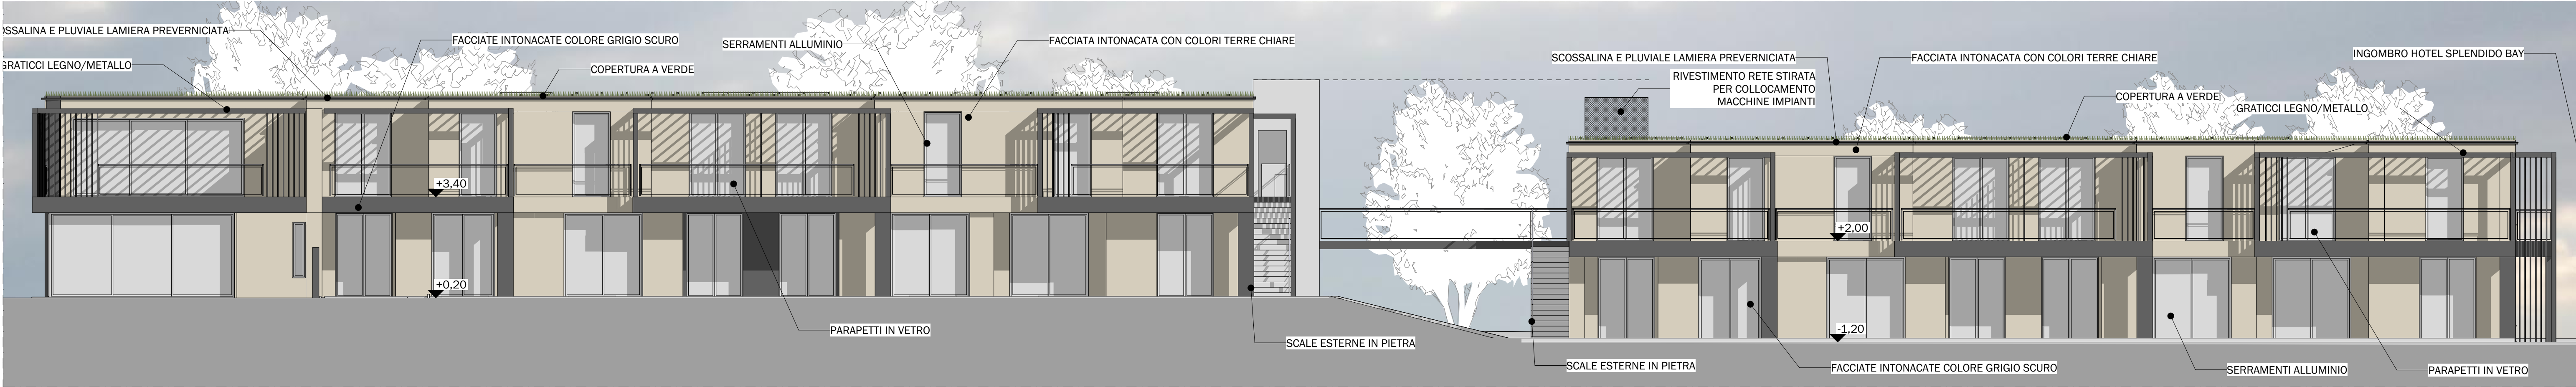 OSSALINA E PLUVIALE LAMIERA PREVERNICIATA
GRATICCI LEGNO/METALLO
FACCIATE INTONACATE COLORE GRIGIO SCURO
COPERTURA A VERDE
SERRAMENTI ALLUMINIO
FACCIATA INTONACATA CON COLORI TERRE CHIARE
SCOSSALINA E PLUVIALE LAMIERA PREVERNICIATA
RIVESTIMENTO RETE STIRATA
PER COLLOCAMENTO
MACCHINE IMPIANTI
FACCIATA INTONACATA CON COLORI TERRE CHIARE
COPERTURA A VERDE
GRATICCI LEGNO/METALLO
INGOMBRO HOTEL SPLENDIDO BAY
+3,40
+0,20
+2,00
-1,20
PARAPETTI IN VETRO
SCALE ESTERNE IN PIETRA
SCALE ESTERNE IN PIETRA
FACCIATE INTONACATE COLORE GRIGIO SCURO
SERRAMENTI ALLUMINIO
PARAPETTI IN VETRO